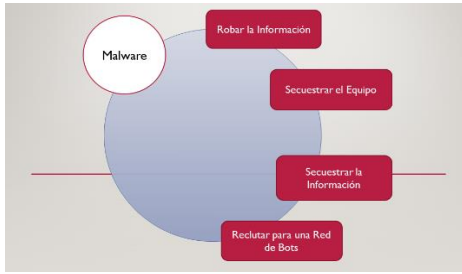 Malware
Robar la Información
Secuestrar el Equipo
Secuestrar la
Información
Reclutar para una Red
de Bots